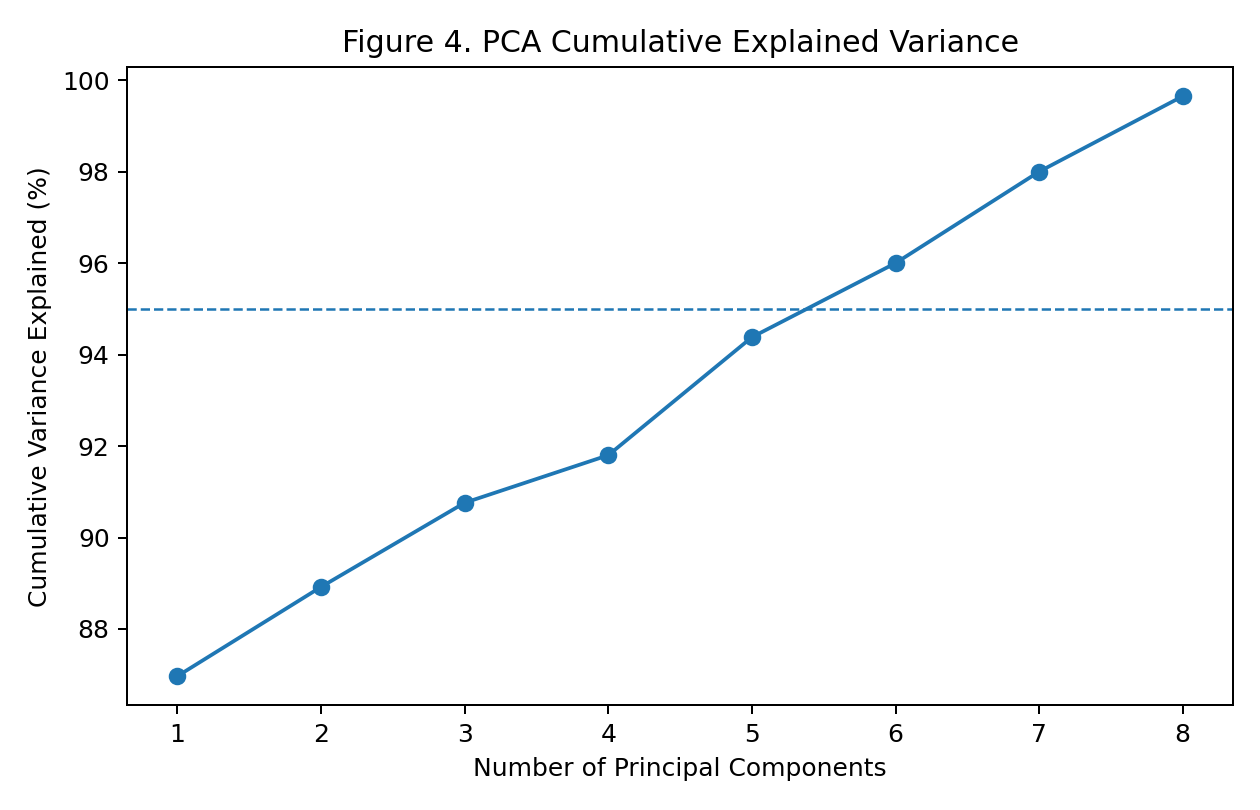 Figure 4. PCA Cumulative Explained Variance
100
98
96
94
92
90
88
Cumulative Variance Explained (%)
1 2 3 4 5 6 7 8
Number of Principal Components